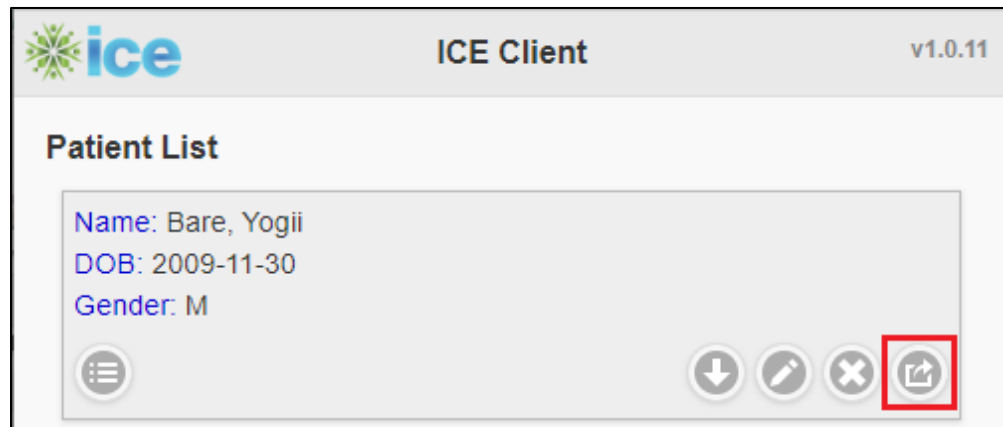 ice
ICE Client
v1.0.11
Patient List
Name: Bare, Yogii
DOB: 2009-11-30
Gender: M